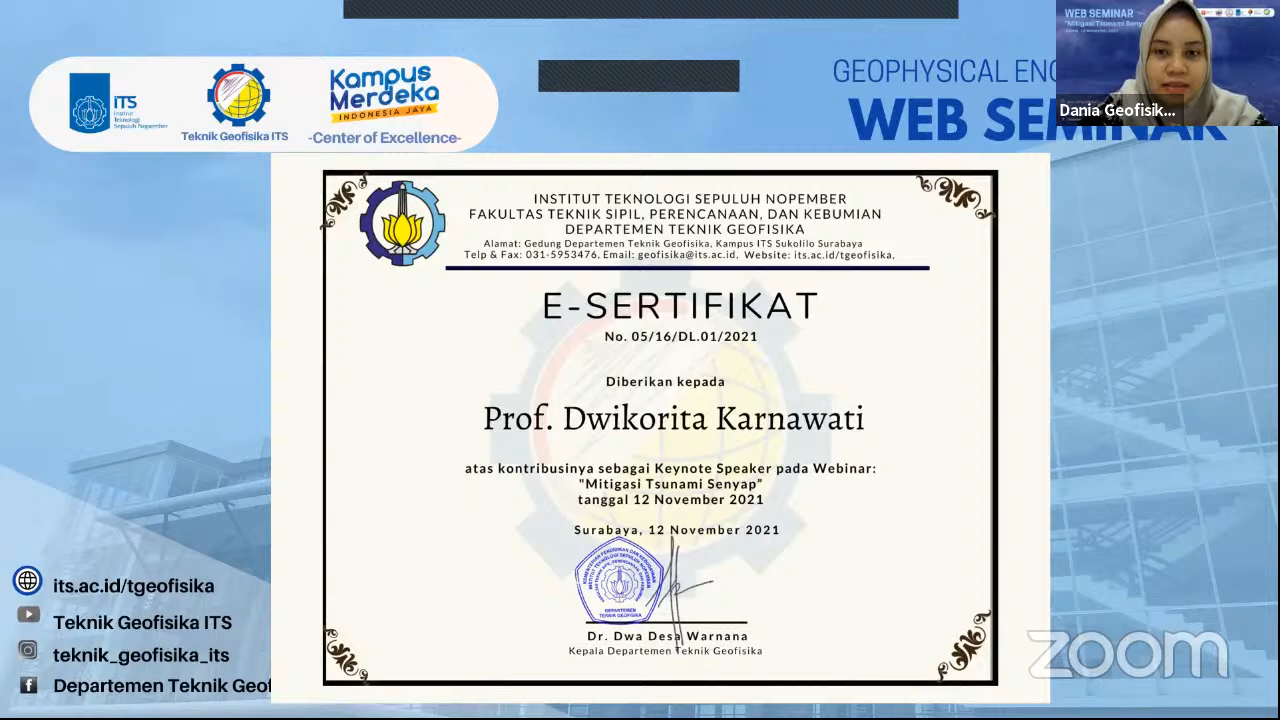 WEB SEMINAR
"Mitigasi Tsunami Seny
Dania Geofisik...
GEOPHYSICAL EN
WEB SEMINAR
iTS
Institut
Teknologi
Sepuluh Nopember
Teknik Geofisika ITS
Kampus
Merdeka
INDONESIA JAYA
-Center of Excellence-
INSTITUT TEKNOLOGI SEPULUH NOPEMBER
FAKULTAS TEKNIK SIPIL, PERENCANAAN, DAN KEBUMIAN
DEPARTEMEN TEKNIK GEOFISIKA
Alamat: Gedung Departemen Teknik Geofisika, Kampus ITS Sukolilo Surabaya
Telp & Fax: 031-5953476, Email: geofisika@its.ac.id, Website: its.ac.id/tgeofisika,
E-SERTIFIKAT
No. 05/16/DL.01/2021
Diberikan kepada
Prof. Dwikorita Karnawati
atas kontribusinya sebagai Keynote Speaker pada Webinar:
"Mitigasi Tsunami Senyap”
tanggal 12 November 2021
Surabaya, 12 November 2021
DEPARTEMEN
TEKNIK GEOFISIKA
Dr. Dwa Desa Warnana
Kepala Departemen Teknik Geofisika
its.ac.id/tgeofisika
Teknik Geofisika ITS
teknik_geofisika_its
Departemen Teknik Geof
zoom